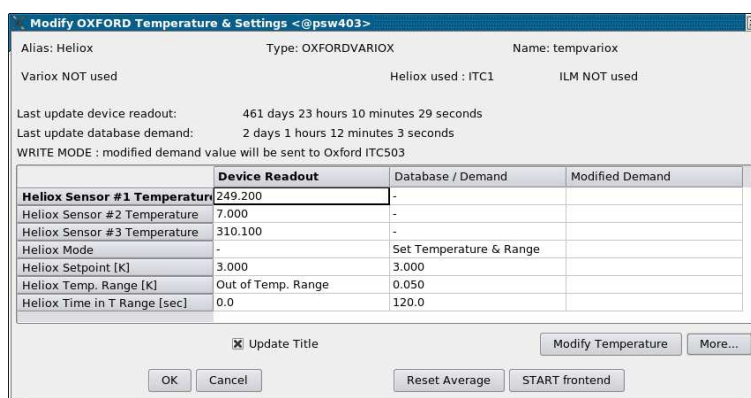 Modify OXFORD Temperature & Settings <@psw403>
Alias: Heliox Type: OXFORDVARIOX Name: tempvariox
Variox NOT used Heliox used : ITC1 ILM NOT used
Last update device readout: 461 days 23 hours 10 minutes 29 seconds
Last update database demand: 2 days 1 hours 12 minutes 3 seconds
WRITE MODE : modified demand value will be sent to Oxford ITC503
Device Readout Database / Demand Modified Demand
Heliox Sensor #1 Temperature 249.200 -
Heliox Sensor #2 Temperature 7.000 -
Heliox Sensor #3 Temperature 310.100 -
Heliox Mode - Set Temperature & Range
Heliox Setpoint [K] 3.000 3.000
Heliox Temp. Range [K] Out of Temp. Range 0.050
Heliox Time in T Range [sec] 0.0 120.0
Update Title Modify Temperature More...
OK Cancel Reset Average START frontend